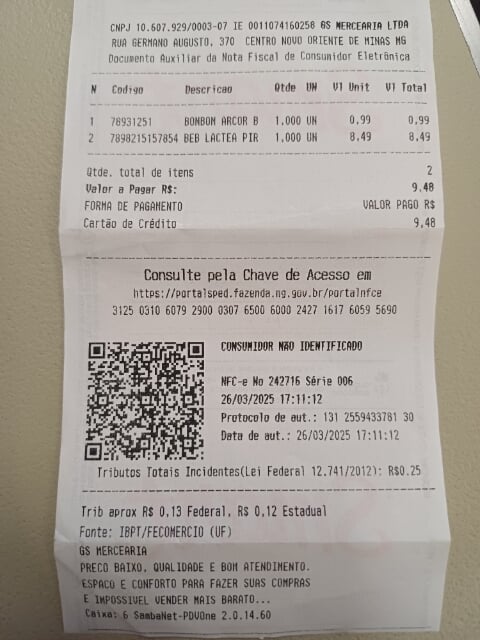 CNPJ 10.607.929/0003-07 IE 0011074160258 GS MERCEARIA LTDA
RUA GERMANO AUGUSTO, 370 CENTRO NOVO ORIENTE DE MINAS MG
Documento Auxiliar da Nota Fiscal de Consumidor Eletrônica
N Codigo Descricao Qtde UN Vl Unit Vl Total
1 78931251 BONBOM ARCOR B 1,000 UN 0,99 0,99
2 7898215157854 BEB LACTEA PIR 1,000 UN 8,49 8,49
Qtde. total de itens 2
Valor a Pagar R$: 9,48
FORMA DE PAGAMENTO VALOR PAGO R$
Cartão de Crédito 9,48
Consulte pela Chave de Acesso em
https://portalsped.fazenda.mg.gov.br/portalnfce
3125 0310 6079 2900 0307 6500 6000 2427 1617 6059 5690
CONSUMIDOR NÃO IDENTIFICADO
NFC-e No 242716 Série 006
26/03/2025 17:11:12
Protocolo de aut.: 131 2559433781 30
Data de aut.: 26/03/2025 17:11:12
Tributos Totais Incidentes(Lei Federal 12.741/2012): R$0.25
Trib aprox R$ 0,13 Federal, R$ 0,12 Estadual
Fonte: IBPT/FECOMERCIO (UF)
GS MERCEARIA
PRECO BAIXO, QUALIDADE E BOM ATENDIMENTO.
ESPACO E CONFORTO PARA FAZER SUAS COMPRAS
E IMPOSSIVEL VENDER MAIS BARATO...
Caixa: 6 SambaNet-PDVOne 2.0.14.60